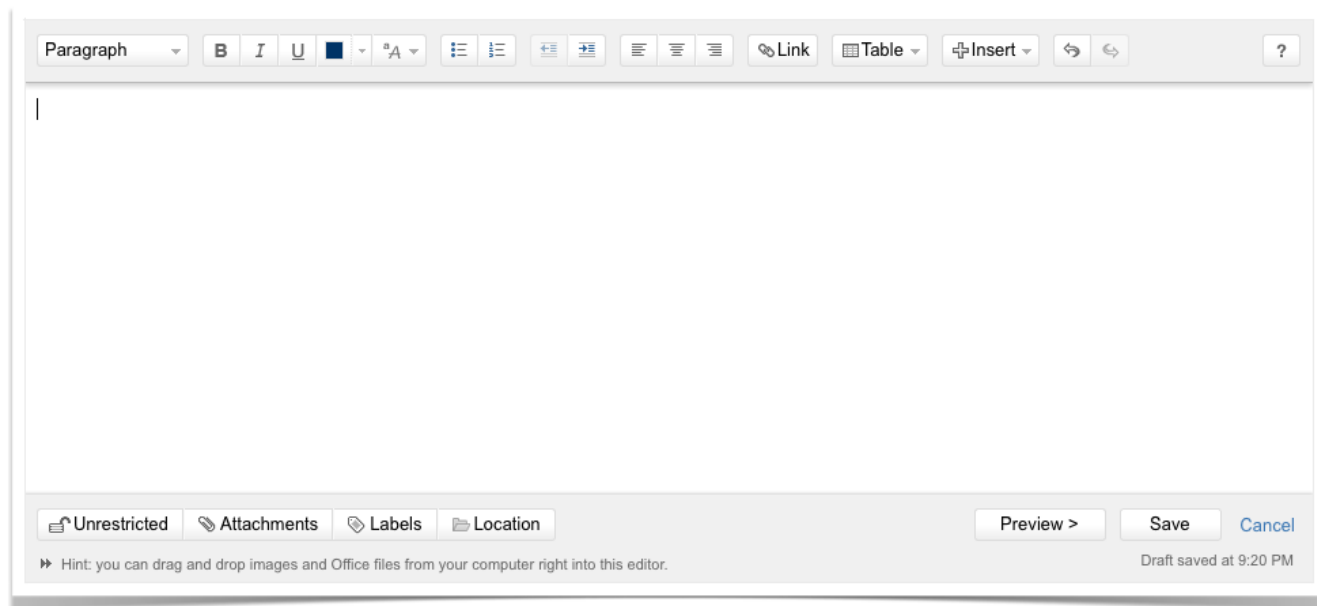 Paragraph B I U ªA Link Table Insert ?
Unrestricted Attachments Labels Location Preview > Save Cancel
Hint: you can drag and drop images and Office files from your computer right into this editor. Draft saved at 9:20 PM